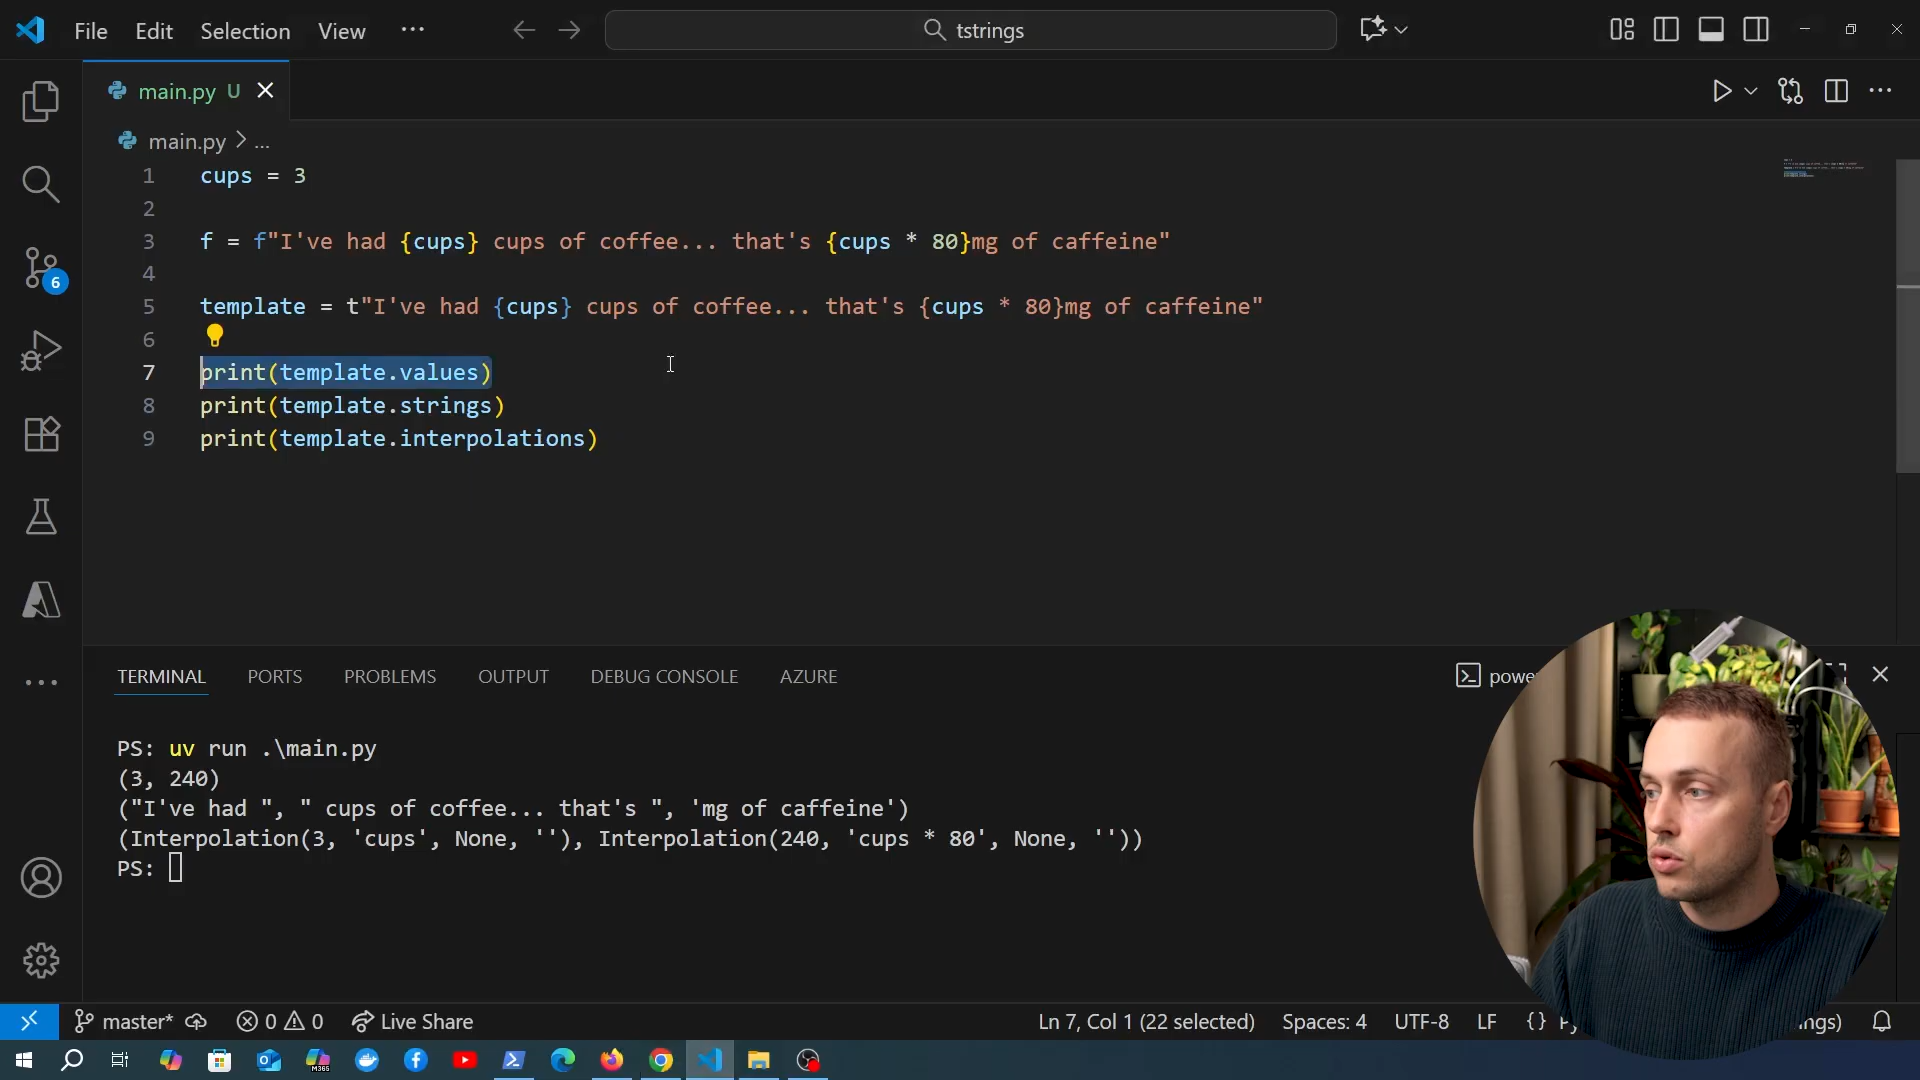 File Edit Selection View ···
tstrings
main.py U
main.py > ...
1 cups = 3
2
3 f = f"I've had {cups} cups of coffee... that's {cups * 80}mg of caffeine"
4
5 template = t"I've had {cups} cups of coffee... that's {cups * 80}mg of caffeine"
6
7 print(template.values)
8 print(template.strings)
9 print(template.interpolations)
6
TERMINAL PORTS PROBLEMS OUTPUT DEBUG CONSOLE AZURE
PS: uv run .\main.py
(3, 240)
("I've had ", " cups of coffee... that's ", 'mg of caffeine')
(Interpolation(3, 'cups', None, ''), Interpolation(240, 'cups * 80', None, ''))
PS:
master* 0 0 Live Share Ln 7, Col 1 (22 selected) Spaces: 4 UTF-8 LF {}
M365